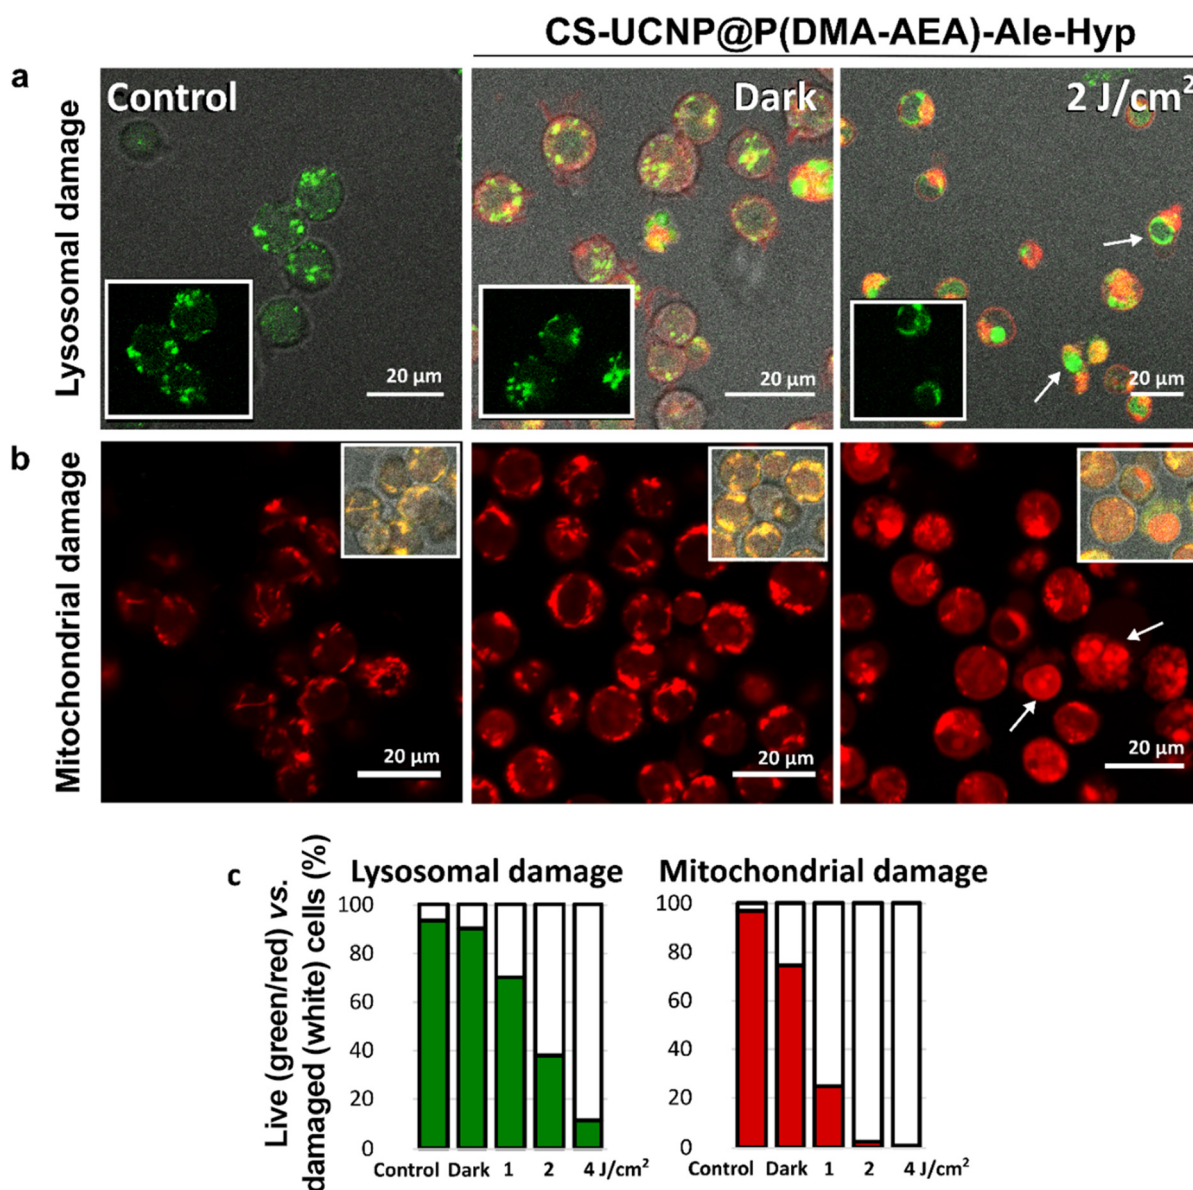 CS-UCNP@P(DMA-AEA)-Ale-Hyp
a
Lysosomal damage
Control
Dark
2 J/cm²
20 µm
20 µm
20 µm
b
Mitochondrial damage
20 µm
20 µm
20 µm
c
Live (green/red) vs.
damaged (white) cells (%)
Lysosomal damage
100
80
60
40
20
0
Control Dark 1 2 4 J/cm²
Mitochondrial damage
100
80
60
40
20
0
Control Dark 1 2 4 J/cm²